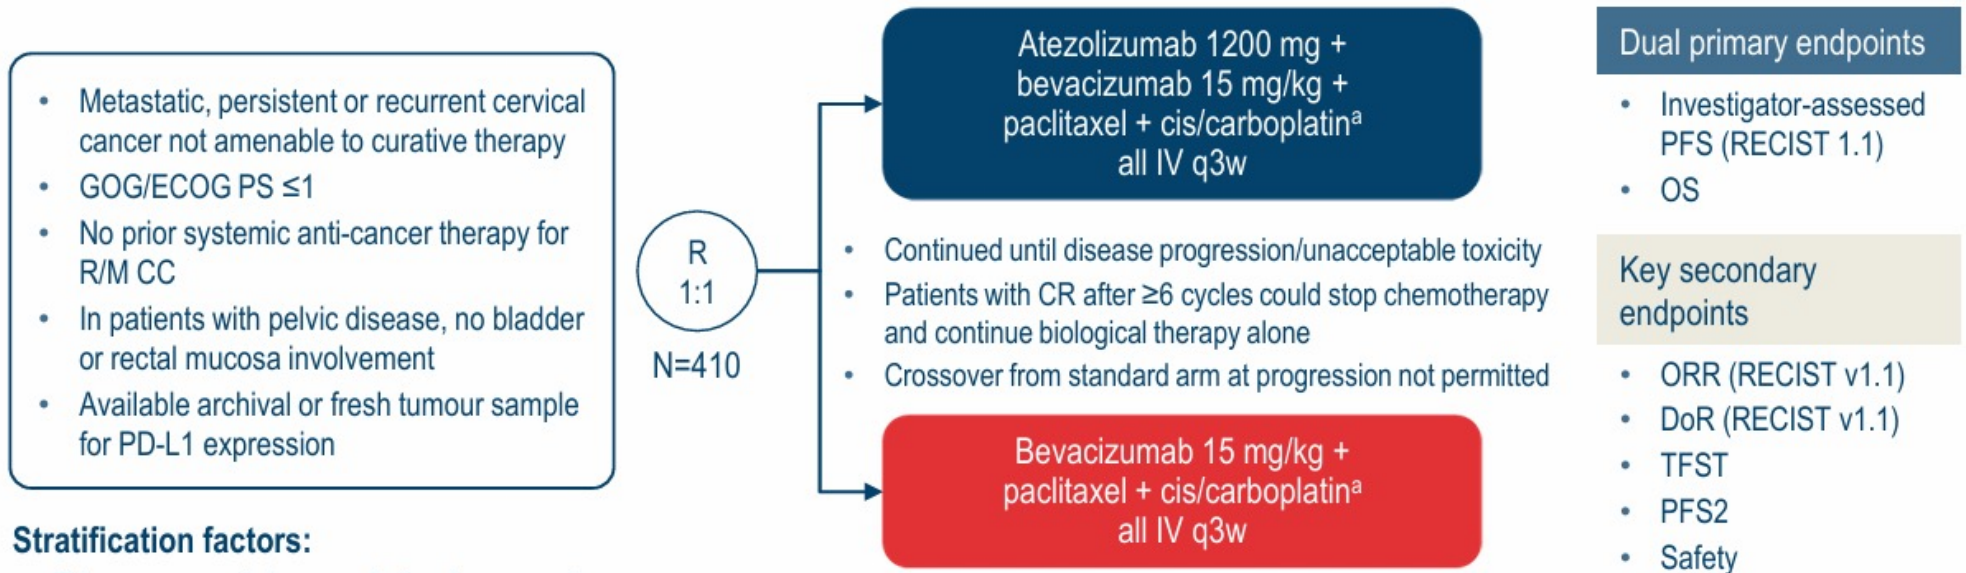 • Metastatic, persistent or recurrent cervical
cancer not amenable to curative therapy
• GOG/ECOG PS ≤1
• No prior systemic anti-cancer therapy for
R/M CC
• In patients with pelvic disease, no bladder
or rectal mucosa involvement
• Available archival or fresh tumour sample
for PD-L1 expression
Stratification factors:
R
1:1
N=410
Atezolizumab 1200 mg +
bevacizumab 15 mg/kg +
paclitaxel + cis/carboplatinᵃ
all IV q3w
• Continued until disease progression/unacceptable toxicity
• Patients with CR after ≥6 cycles could stop chemotherapy
and continue biological therapy alone
• Crossover from standard arm at progression not permitted
Bevacizumab 15 mg/kg +
paclitaxel + cis/carboplatinᵃ
all IV q3w
Dual primary endpoints
• Investigator-assessed
PFS (RECIST 1.1)
• OS
Key secondary
endpoints
• ORR (RECIST v1.1)
• DoR (RECIST v1.1)
• TFST
• PFS2
• Safety